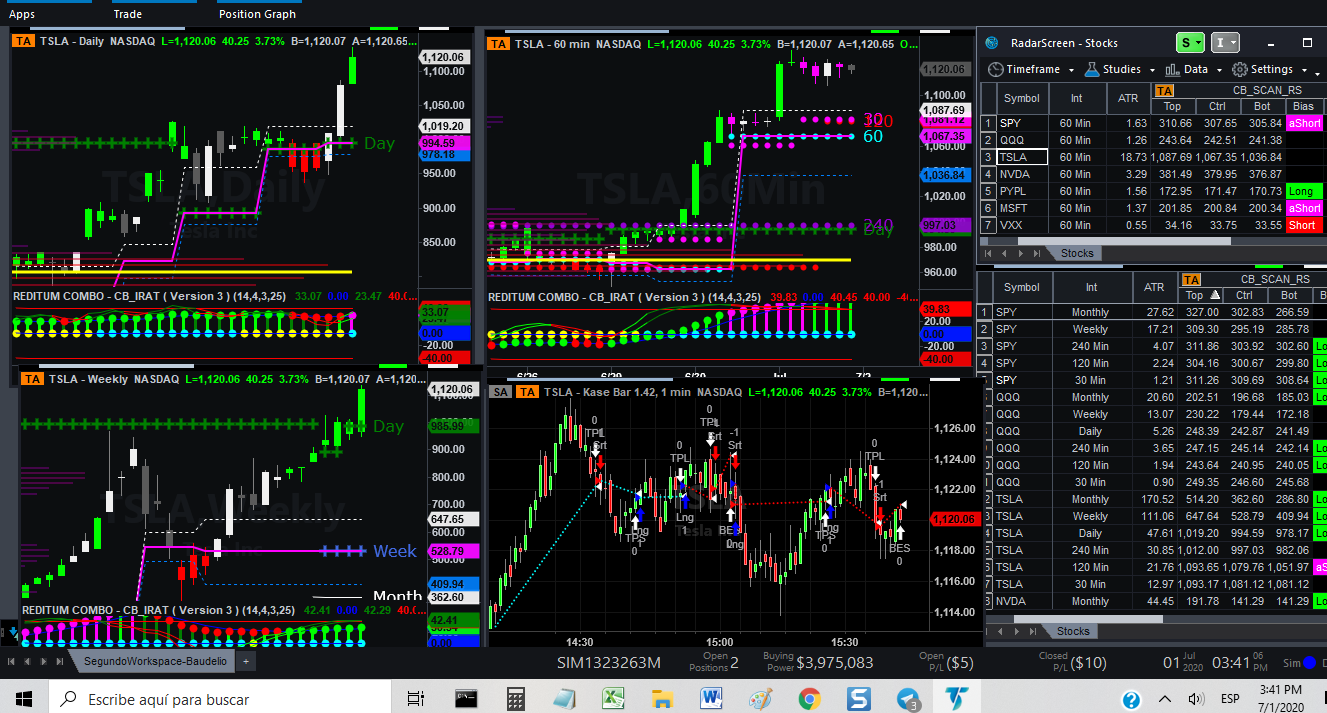 Apps Trade Position Graph
TA TSLA - Daily NASDAQ L=1,120.06 40.25 3.73% B=1,120.07 A=1,120.65...
1,120.06
1,100.00
1,050.00
1,019.20
994.59
978.18
950.00
900.00
850.00
Day
TSLA Daily
Tesla Inc
REDITUM COMBO - CB_IRAT ( Version 3 ) (14,4,3,25) 33.07 0.00 23.47 40.0...
33.07
0.00
-20.00
-40.00
TA TSLA - 60 min NASDAQ L=1,120.06 40.25 3.73% B=1,120.07 A=1,120.65 O...
1,120.06
1,100.00
1,087.69
1,081.12
1,067.35
1,060.00
1,036.84
1,020.00
997.03
980.00
960.00
30
120
60
240
Day
TSLA 60 Min
REDITUM COMBO - CB_IRAT ( Version 3 ) (14,4,3,25) 39.83 0.00 40.45 40.00 -4...
39.83
20.00
0.00
-20.00
-40.00
6/26 6/29 6/30 Jul 7/2
TA TSLA - Weekly NASDAQ L=1,120.06 40.25 3.73% B=1,120.07 A=1,120...
1,120.06
985.99
900.00
800.00
700.00
647.65
528.79
500.00
409.94
362.60
Day
Week
Month
TSLA Weekly
REDITUM COMBO - CB_IRAT ( Version 3 ) (14,4,3,25) 42.41 0.00 42.29 40.0...
42.41
0.00
SA TA TSLA - Kase Bar 1.42, 1 min NASDAQ L=1,120.06 40.25 3.73% B=1,120...
1,126.00
1,124.00
1,122.00
1,120.06
1,118.00
1,116.00
1,114.00
0
TPL
Srt
0
TPL
0
TPL
Srt
-1
Srt
0
TPL
Srt
Lng
TPS
0
Lng
1
BES
Lng
Lng
TPS
0
BES
0
14:30 15:00 15:30
RadarScreen - Stocks S I
Timeframe Studies Data Settings
Symbol Int ATR TA CB_SCAN_RS
Top Ctrl Bot Bias
1 SPY 60 Min 1.63 310.66 307.65 305.84 aShort
2 QQQ 60 Min 1.26 243.64 242.51 241.38
3 TSLA 60 Min 18.73 1,087.69 1,067.35 1,036.84
4 NVDA 60 Min 3.29 381.49 379.95 376.87
5 PYPL 60 Min 1.56 172.95 171.47 170.73 Long
6 MSFT 60 Min 1.37 201.85 200.84 200.34 aShort
7 VXX 60 Min 0.55 34.16 33.75 33.55 Short
Stocks
Symbol Int ATR TA CB_SCAN_RS
Top Ctrl Bot B
1 SPY Monthly 27.62 327.00 302.83 266.59
2 SPY Weekly 17.21 309.30 295.19 285.78
3 SPY 240 Min 4.07 311.86 303.92 302.60 Lo
4 SPY 120 Min 2.24 304.16 300.67 299.80 Lo
SPY 30 Min 1.21 311.26 309.69 308.64 Lo
QQQ Monthly 20.60 202.51 196.68 185.03 Lo
QQQ Weekly 13.07 230.22 179.44 172.18
QQQ Daily 5.26 248.39 242.87 241.49
QQQ 240 Min 3.65 247.15 245.14 242.14 Lo
QQQ 120 Min 1.94 243.64 240.95 240.05 Lo
QQQ 30 Min 0.90 249.35 246.60 245.68
TSLA Monthly 170.52 514.20 362.60 286.80 Lo
TSLA Weekly 111.06 647.64 528.79 409.94 Lo
TSLA Daily 47.61 1,019.20 994.59 978.17 Lo
TSLA 240 Min 30.85 1,012.00 997.03 982.06
TSLA 120 Min 21.76 1,093.65 1,079.76 1,051.97 aS
TSLA 30 Min 12.97 1,093.17 1,081.12 1,081.12
NVDA Monthly 44.45 191.78 141.29 141.29 Lo
Stocks
SegundoWorkspace-Baudelio +
SIM1323263M Open Positions 2 Buying Power $3,975,083 Open P/L ($5) Closed P/L ($10) 01 Jul 2020 03:41 06 PM Sim
Escribe aquí para buscar
3
ESP
3:41 PM
7/1/2020